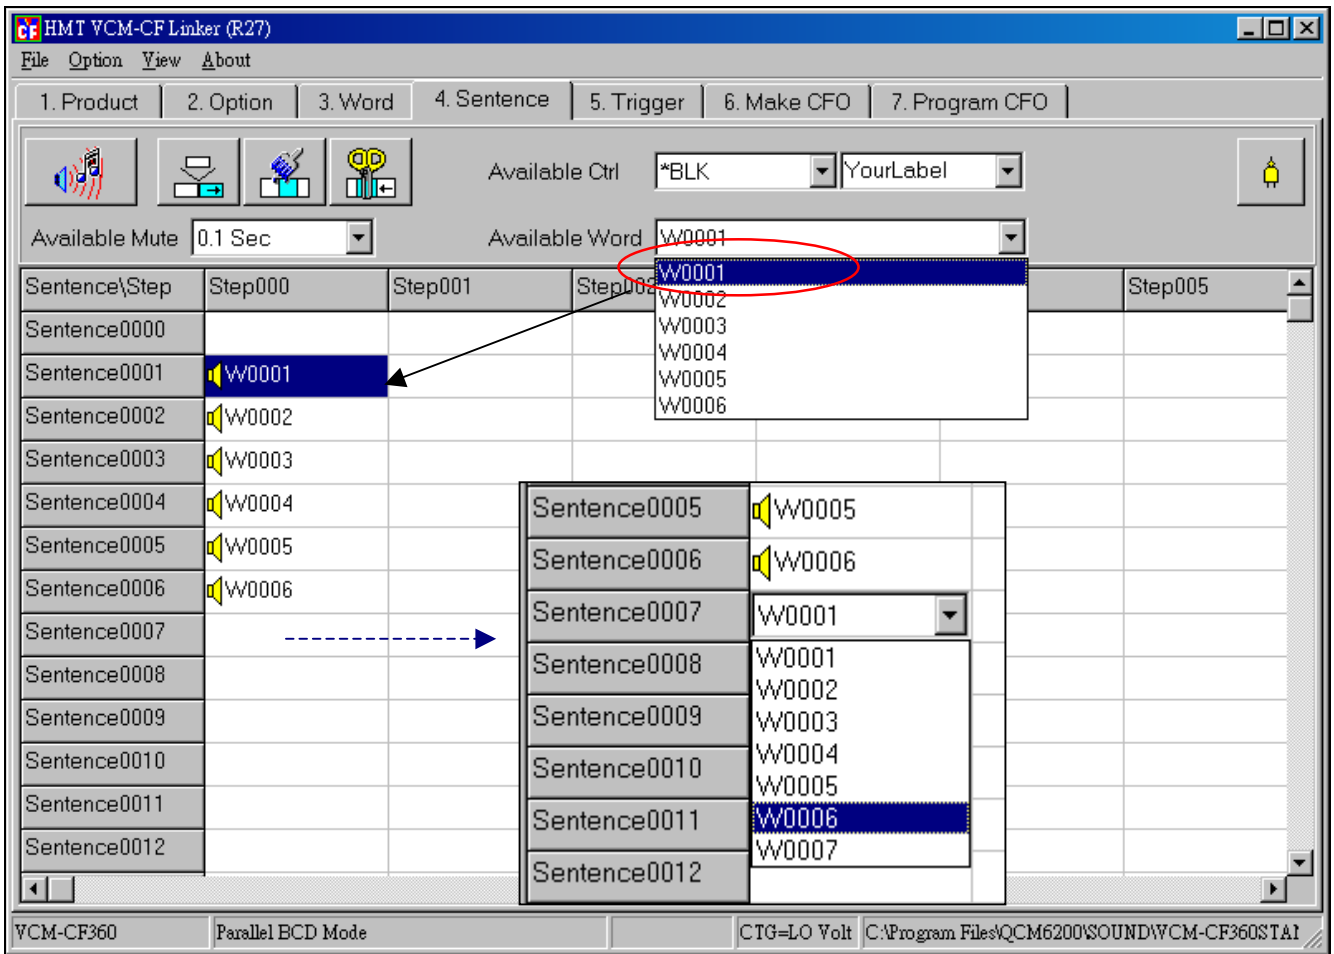 HMT VCM-CF Linker (R27)
File Option View About
1. Product 2. Option 3. Word 4. Sentence 5. Trigger 6. Make CFO 7. Program CFO
Available Ctrl *BLK YourLabel
Available Mute 0.1 Sec Available Word W0001
W0001
W0002
W0003
W0004
W0005
W0006
Sentence\Step Step000 Step001 Step002 Step005
Sentence0000
Sentence0001 W0001
Sentence0002 W0002
Sentence0003 W0003
Sentence0004 W0004
Sentence0005 W0005
Sentence0006 W0006
Sentence0007
Sentence0008
Sentence0009
Sentence0010
Sentence0011
Sentence0012
Sentence0005 W0005
Sentence0006 W0006
Sentence0007 W0001
Sentence0008
Sentence0009
Sentence0010
Sentence0011
Sentence0012
W0001
W0002
W0003
W0004
W0005
W0006
W0007
VCM-CF360 Parallel BCD Mode CTG=LO Volt C:\Program Files\QCM6200\SOUND\VCM-CF360STA